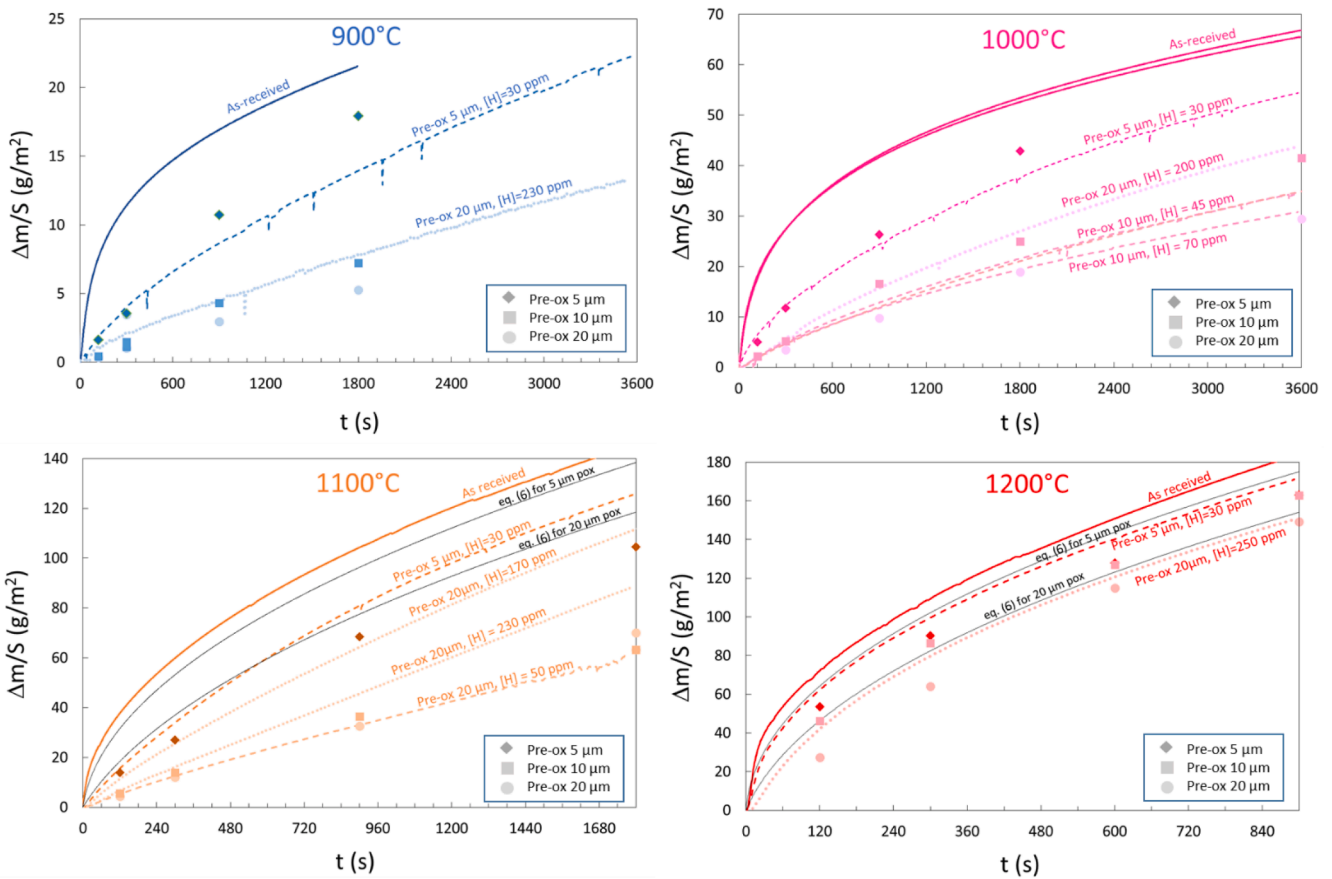 900°C
As-received
Pre-ox 5 μm, [H]=30 ppm
Pre-ox 20 μm, [H]=230 ppm
Δm/S (g/m²)
25
20
15
10
5
0
Pre-ox 5 μm
Pre-ox 10 μm
Pre-ox 20 μm
0 600 1200 1800 2400 3000 3600
t (s)
1000°C
As-received
Pre-ox 5 μm, [H] = 30 ppm
Pre-ox 20 μm, [H] = 200 ppm
Pre-ox 10 μm, [H] = 45 ppm
Pre-ox 10 μm, [H] = 70 ppm
Δm/S (g/m²)
70
60
50
40
30
20
10
0
Pre-ox 5 μm
Pre-ox 10 μm
Pre-ox 20 μm
0 600 1200 1800 2400 3000 3600
t (s)
1100°C
As received
eq. (6) for 5 μm pox
eq. (6) for 20 μm pox
Pre-ox 5 μm, [H]=30 ppm
Pre-ox 20μm, [H]=170 ppm
Pre-ox 20μm, [H] = 230 ppm
Pre-ox 20 μm, [H] = 50 ppm
Δm/S (g/m²)
140
120
100
80
60
40
20
0
Pre-ox 5 μm
Pre-ox 10 μm
Pre-ox 20 μm
0 240 480 720 960 1200 1440 1680
t (s)
1200°C
As received
eq. (6) for 5 μm pox
Pre-ox 5 μm, [H]=30 ppm
eq. (6) for 20 μm pox
Pre-ox 20μm, [H]=250 ppm
Δm/S (g/m²)
180
160
140
120
100
80
60
40
20
0
Pre-ox 5 μm
Pre-ox 10 μm
Pre-ox 20 μm
0 120 240 360 480 600 720 840
t (s)